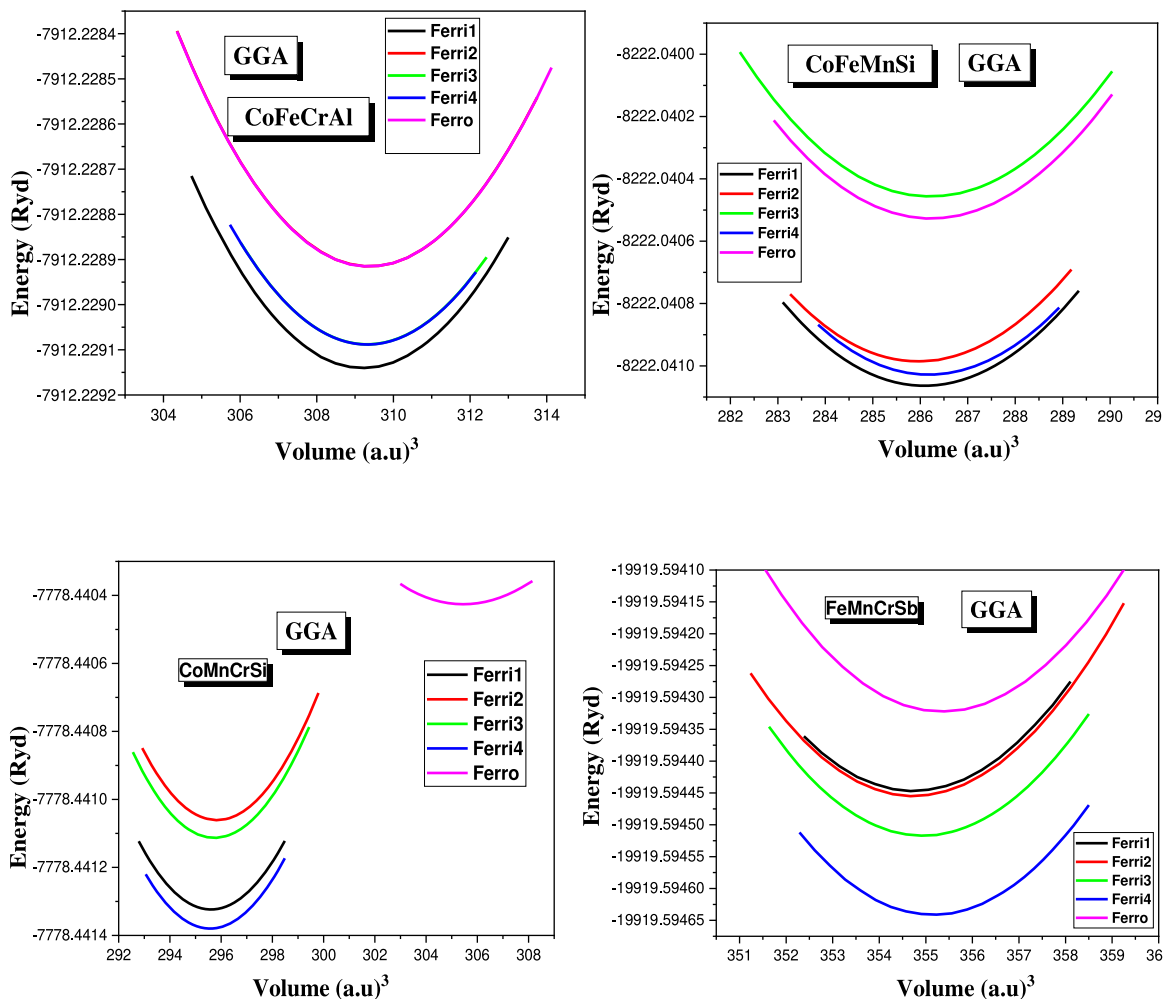 -7912.2284
-7912.2285
-7912.2286
-7912.2287
-7912.2288
-7912.2289
-7912.2290
-7912.2291
-7912.2292
Energy (Ryd)
GGA
CoFeCrAl
Ferri1
Ferri2
Ferri3
Ferri4
Ferro
304 306 308 310 312 314
Volume (a.u)³
-8222.0400
-8222.0402
-8222.0404
-8222.0406
-8222.0408
-8222.0410
Energy (Ryd)
CoFeMnSi GGA
Ferri1
Ferri2
Ferri3
Ferri4
Ferro
282 283 284 285 286 287 288 289 290 29
Volume (a.u)³
-7778.4404
-7778.4406
-7778.4408
-7778.4410
-7778.4412
-7778.4414
Energy (Ryd)
GGA
CoMnCrSi
Ferri1
Ferri2
Ferri3
Ferri4
Ferro
292 294 296 298 300 302 304 306 308
Volume (a.u)³
-19919.59410
-19919.59415
-19919.59420
-19919.59425
-19919.59430
-19919.59435
-19919.59440
-19919.59445
-19919.59450
-19919.59455
-19919.59460
-19919.59465
Energy (Ryd)
FeMnCrSb GGA
Ferri1
Ferri2
Ferri3
Ferri4
Ferro
351 352 353 354 355 356 357 358 359 36
Volume (a.u)³